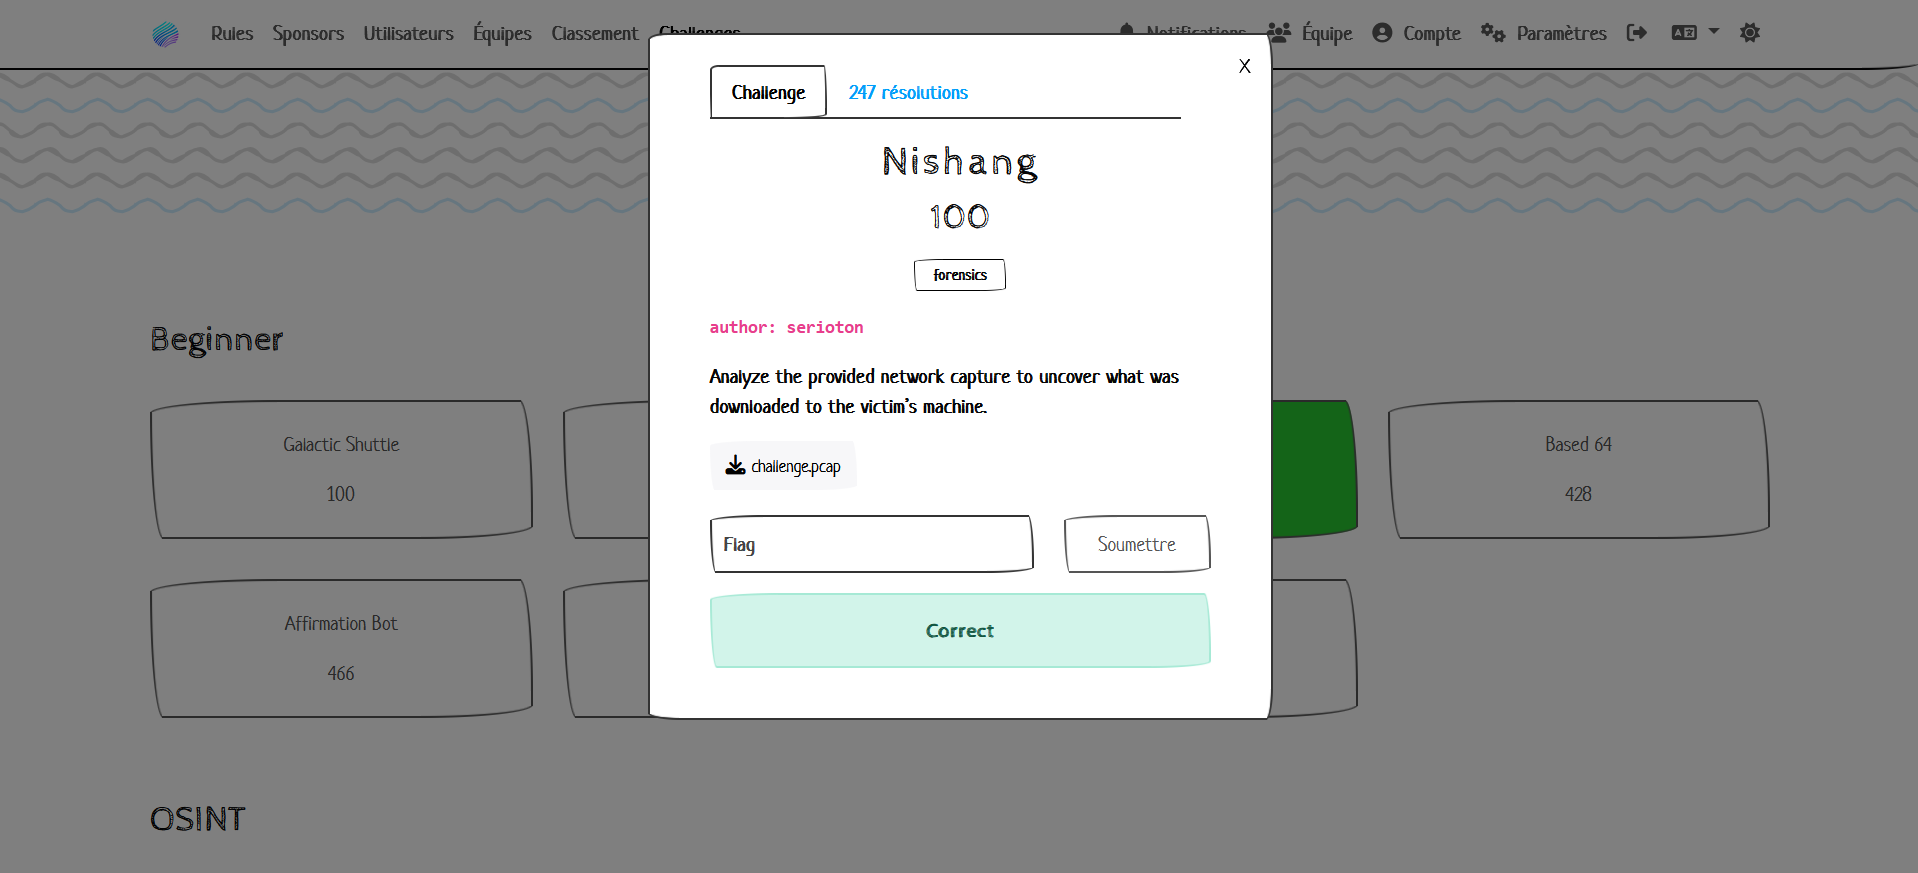 Rules Sponsors Utilisateurs Équipes Classement Challenges Notifications Équipe Compte Paramètres
X
Challenge 247 résolutions
Nishang
100
forensics
author: serioton
Analyze the provided network capture to uncover what was
downloaded to the victim's machine.
challenge.pcap
Flag Soumettre
Correct
Beginner
Galactic Shuttle
100
Based 64
428
Affirmation Bot
466
OSINT